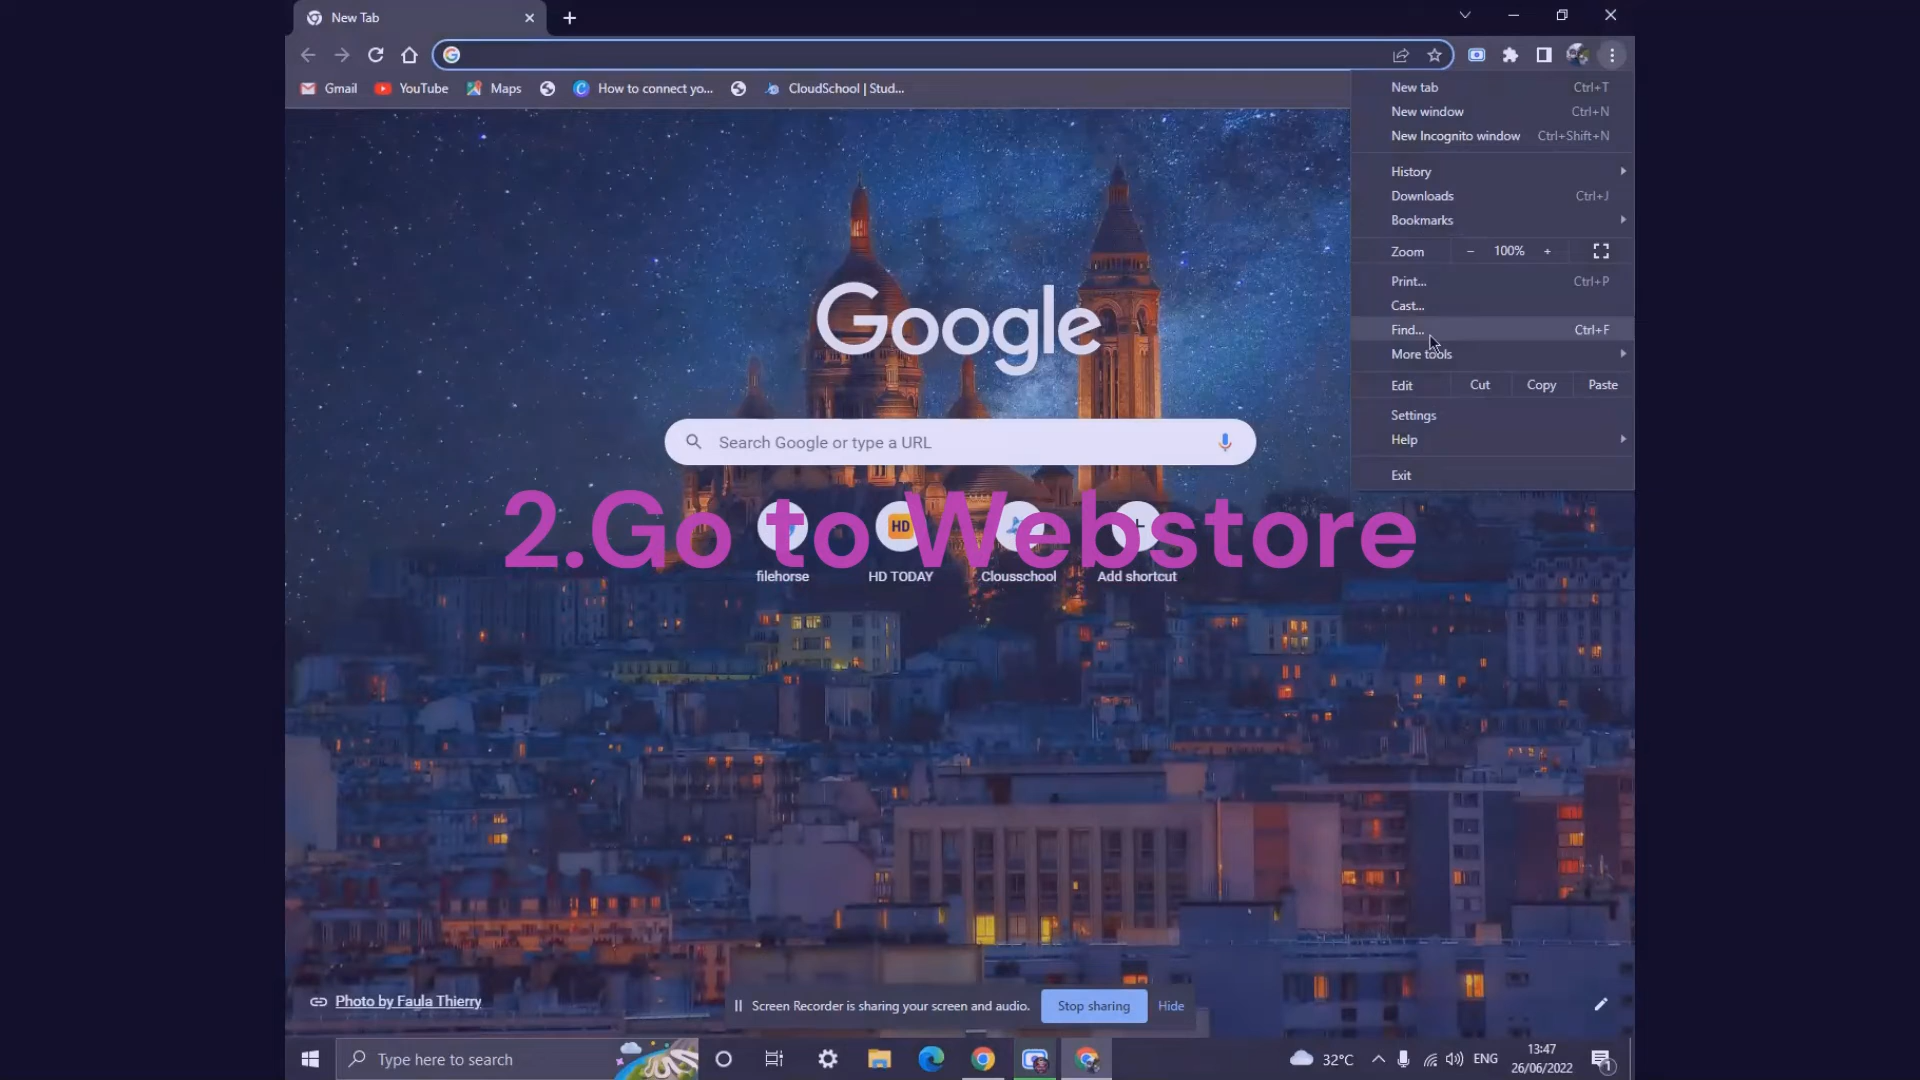 New Tab
Gmail YouTube Maps How to connect yo... CloudSchool | Stud...
New tab Ctrl+T
New window Ctrl+N
New Incognito window Ctrl+Shift+N
History
Downloads Ctrl+J
Bookmarks
Zoom – 100% +
Print... Ctrl+P
Cast...
Find... Ctrl+F
More tools
Edit Cut Copy Paste
Settings
Help
Exit
Google
Search Google or type a URL
2.Go to Webstore
HD
filehorse HD TODAY Clousschool Add shortcut
Photo by Faula Thierry
Screen Recorder is sharing your screen and audio. Stop sharing Hide
Type here to search
32°C ENG
13:47
26/06/2022
1